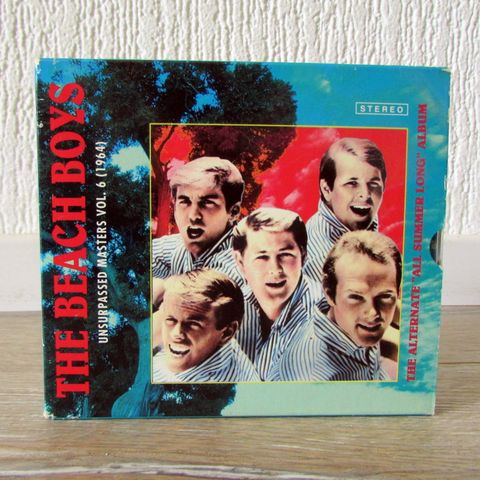 THE BEACH BOYS
UNSURPASSED MASTERS VOL. 6 (1964)
STEREO
THE ALTERNATE "ALL SUMMER LONG" ALBUM